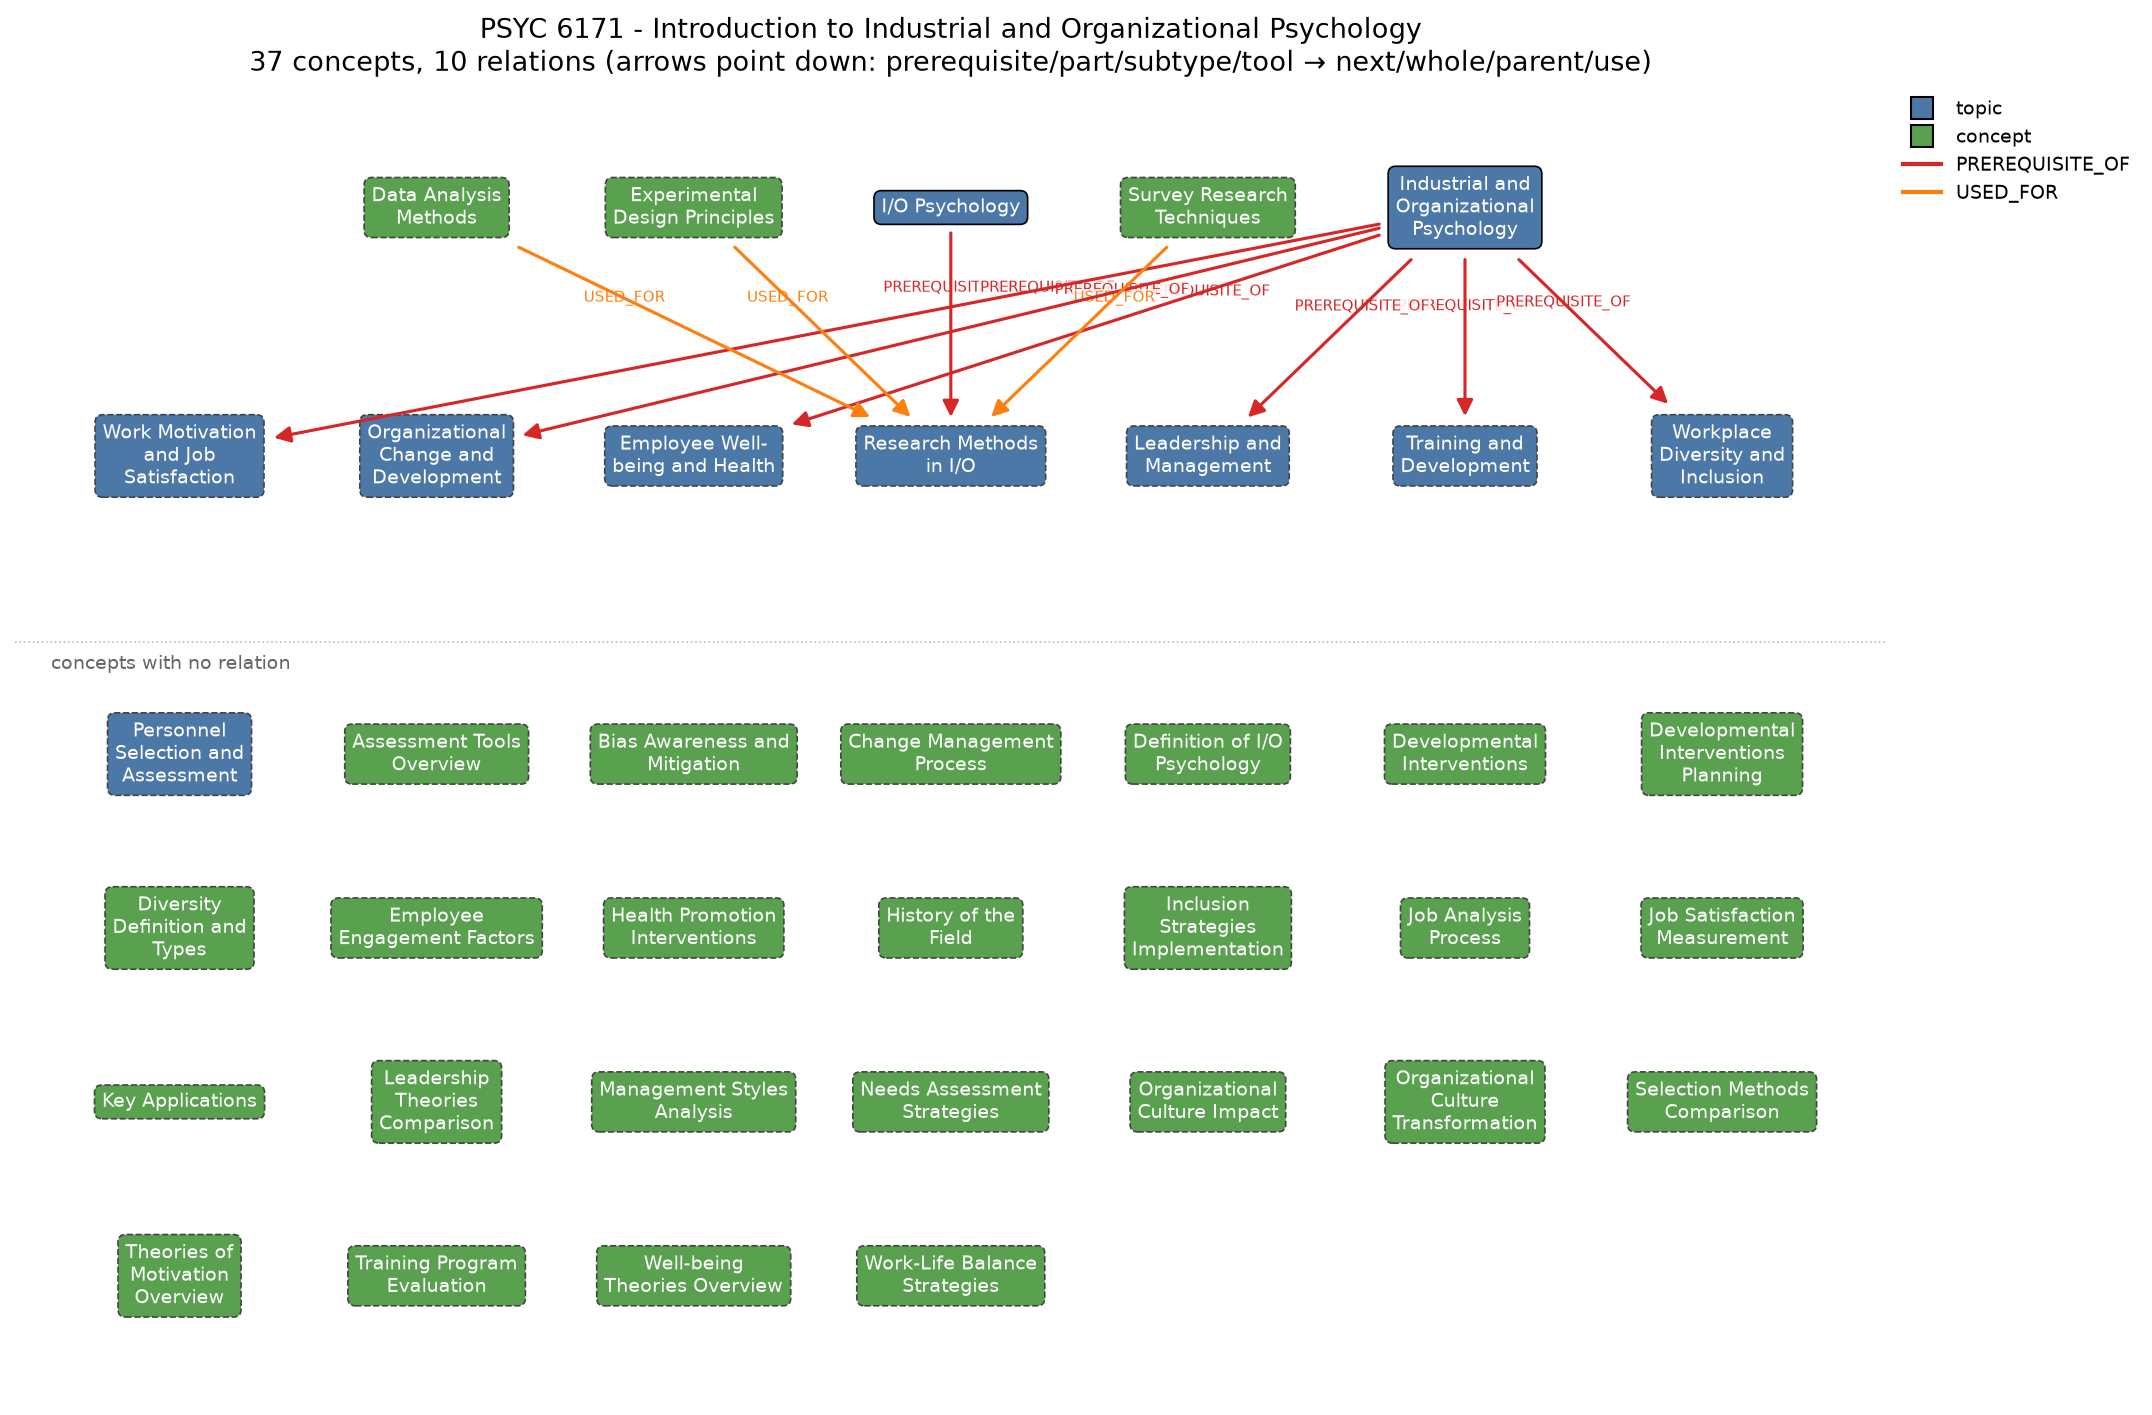 PSYC 6171 - Introduction to Industrial and Organizational Psychology
37 concepts, 10 relations (arrows point down: prerequisite/part/subtype/tool → next/whole/parent/use)
topic
concept
PREREQUISITE_OF
USED_FOR
Data Analysis
Methods
Experimental
Design Principles
I/O Psychology
Survey Research
Techniques
Industrial and
Organizational
Psychology
USED_FOR
USED_FOR
USED_FOR
PREREQUISITE_OF
PREREQUISITE_OF
Work Motivation
and Job
Satisfaction
Organizational
Change and
Development
Employee Well-
being and Health
Research Methods
in I/O
Leadership and
Management
Training and
Development
Workplace
Diversity and
Inclusion
concepts with no relation
Personnel
Selection and
Assessment
Assessment Tools
Overview
Bias Awareness and
Mitigation
Change Management
Process
Definition of I/O
Psychology
Developmental
Interventions
Developmental
Interventions
Planning
Diversity
Definition and
Types
Employee
Engagement Factors
Health Promotion
Interventions
History of the
Field
Inclusion
Strategies
Implementation
Job Analysis
Process
Job Satisfaction
Measurement
Key Applications
Leadership
Theories
Comparison
Management Styles
Analysis
Needs Assessment
Strategies
Organizational
Culture Impact
Organizational
Culture
Transformation
Selection Methods
Comparison
Theories of
Motivation
Overview
Training Program
Evaluation
Well-being
Theories Overview
Work-Life Balance
Strategies